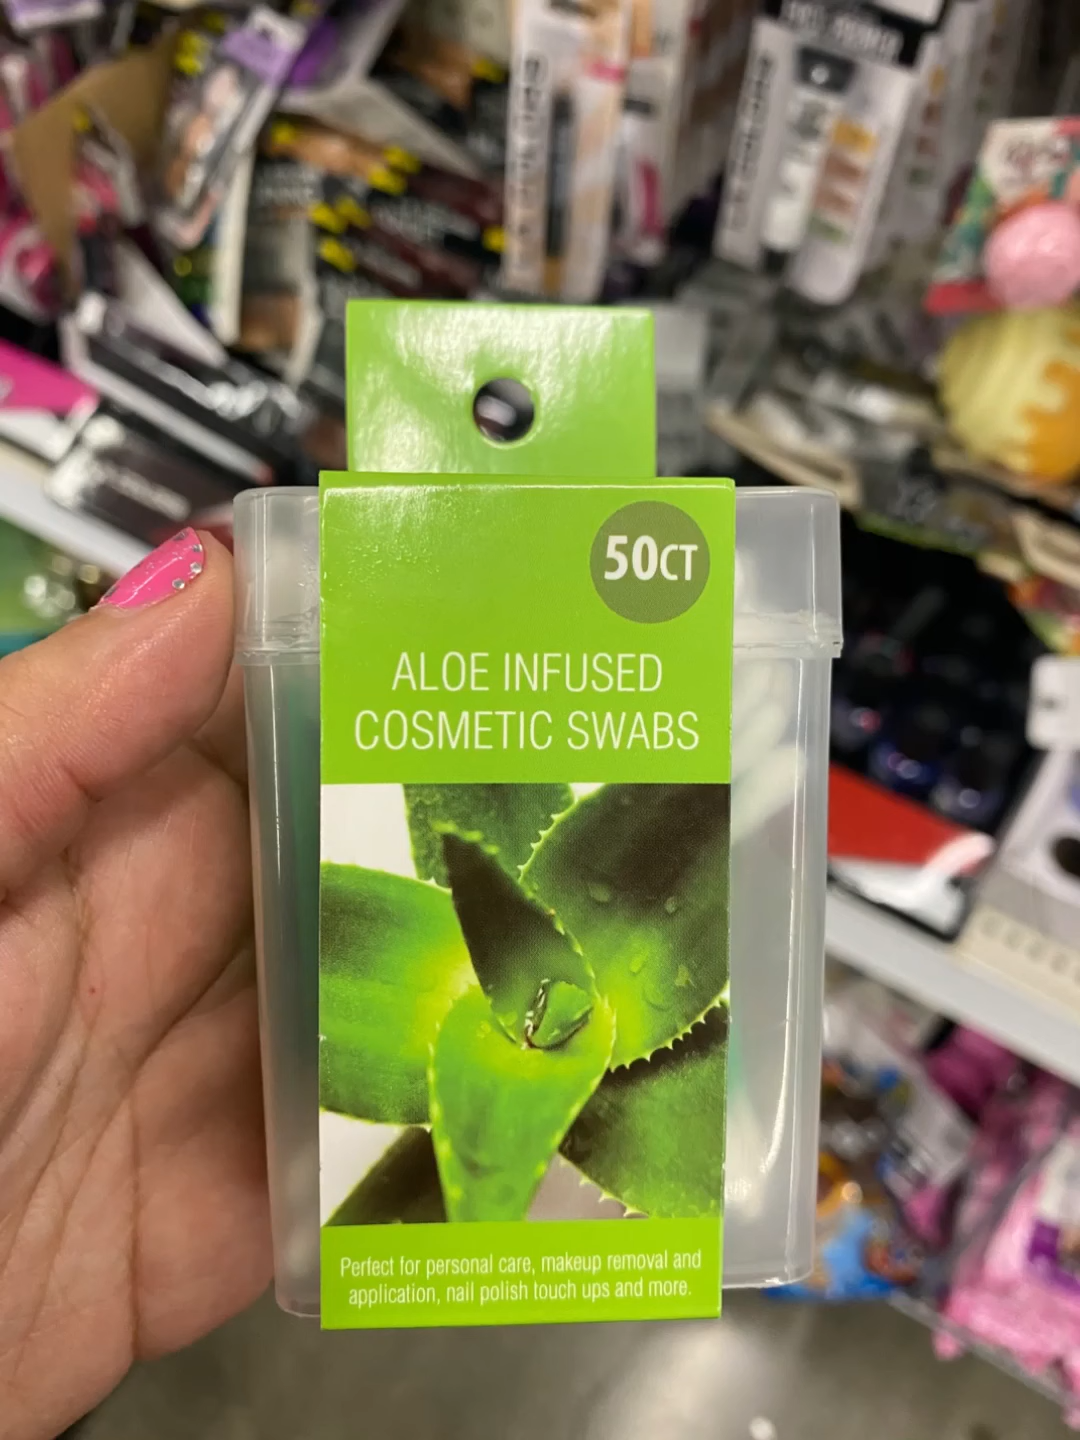 50CT
ALOE INFUSED
COSMETIC SWABS
Perfect for personal care, makeup removal and
application, nail polish touch ups and more.